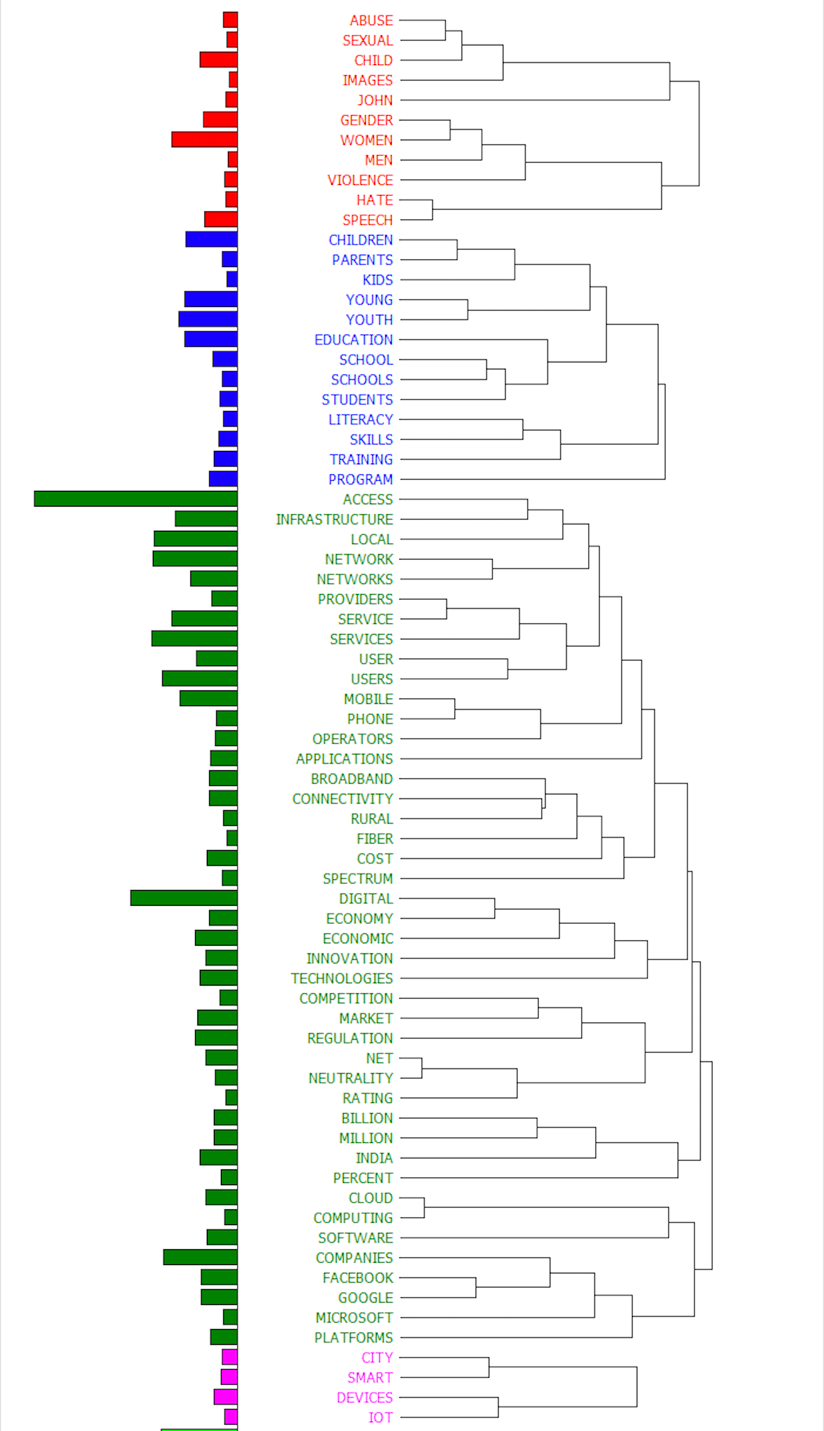 ABUSE
SEXUAL
CHILD
IMAGES
JOHN
GENDER
WOMEN
MEN
VIOLENCE
HATE
SPEECH
CHILDREN
PARENTS
KIDS
YOUNG
YOUTH
EDUCATION
SCHOOL
SCHOOLS
STUDENTS
LITERACY
SKILLS
TRAINING
PROGRAM
ACCESS
INFRASTRUCTURE
LOCAL
NETWORK
NETWORKS
PROVIDERS
SERVICE
SERVICES
USER
USERS
MOBILE
PHONE
OPERATORS
APPLICATIONS
BROADBAND
CONNECTIVITY
RURAL
FIBER
COST
SPECTRUM
DIGITAL
ECONOMY
ECONOMIC
INNOVATION
TECHNOLOGIES
COMPETITION
MARKET
REGULATION
NET
NEUTRALITY
RATING
BILLION
MILLION
INDIA
PERCENT
CLOUD
COMPUTING
SOFTWARE
COMPANIES
FACEBOOK
GOOGLE
MICROSOFT
PLATFORMS
CITY
SMART
DEVICES
IOT